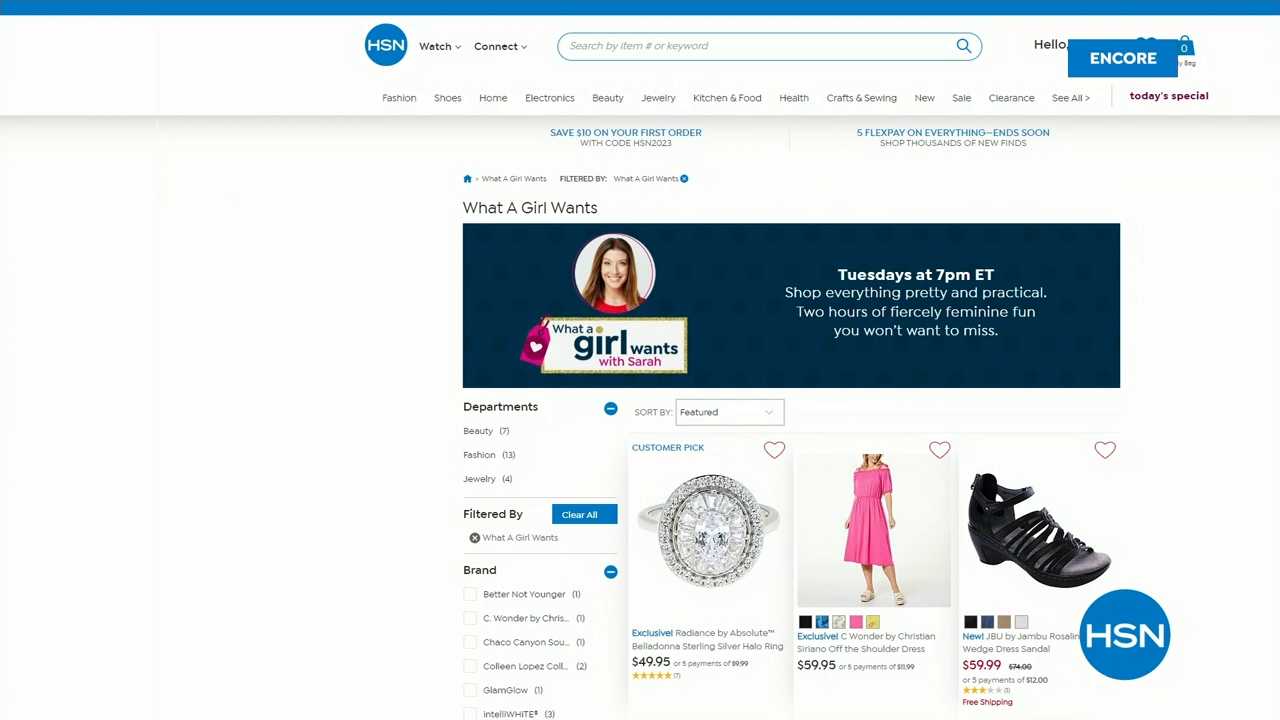 HSN
Watch
Connect
Search by item # or keyword
Hello,
ENCORE
0
Bag
Fashion Shoes Home Electronics Beauty Jewelry Kitchen & Food Health Crafts & Sewing New Sale Clearance See All > today's special
SAVE $10 ON YOUR FIRST ORDER
WITH CODE HSN2023
5 FLEXPAY ON EVERYTHING—ENDS SOON
SHOP THOUSANDS OF NEW FINDS
> What A Girl Wants FILTERED BY: What A Girl Wants
What A Girl Wants
What a
girl wants
with Sarah
Tuesdays at 7pm ET
Shop everything pretty and practical.
Two hours of fiercely feminine fun
you won't want to miss.
Departments
Beauty (7)
Fashion (13)
Jewelry (4)
Filtered By Clear All
What A Girl Wants
Brand
Better Not Younger (1)
C. Wonder by Chris... (1)
Chaco Canyon Sou... (1)
Colleen Lopez Coll... (2)
GlamGlow (1)
intelliWHiTE® (3)
SORT BY: Featured
CUSTOMER PICK
Exclusive! Radiance by Absolute™
Belladonna Sterling Silver Halo Ring
$49.95 or 5 payments of $9.99
(7)
Exclusive! C Wonder by Christian
Siriano Off the Shoulder Dress
$59.95 or 5 payments of $11.99
New! JBU by Jambu Rosalin
Wedge Dress Sandal
$59.99 $74.00
or 5 payments of $12.00
(1)
Free Shipping
HSN